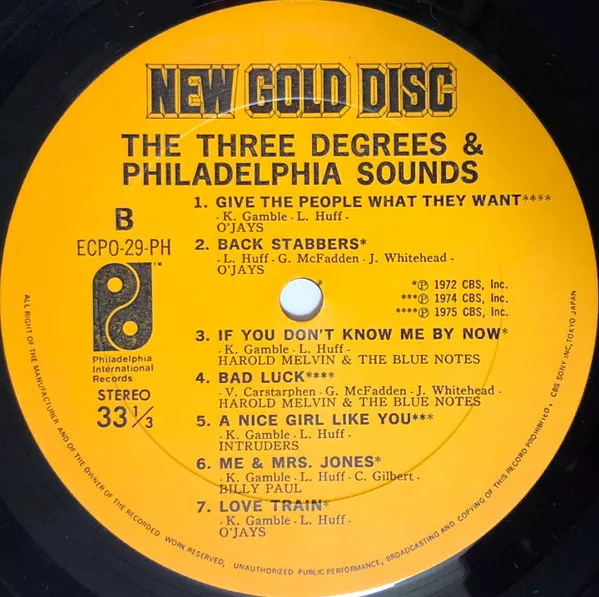 NEW GOLD DISC
THE THREE DEGREES &
PHILADELPHIA SOUNDS
B
ECPO-29-PH
Philadelphia
International
Records
STEREO
33 1/3
1. GIVE THE PEOPLE WHAT THEY WANT****
- K. Gamble - L. Huff -
O'JAYS
2. BACK STABBERS*
- L. Huff - G. McFadden - J. Whitehead -
O'JAYS
*Ⓟ 1972 CBS, Inc.
***Ⓟ 1974 CBS, Inc.
****Ⓟ 1975 CBS, Inc.
3. IF YOU DON'T KNOW ME BY NOW*
- K. Gamble - L. Huff -
HAROLD MELVIN & THE BLUE NOTES
4. BAD LUCK****
- V. Carstarphen - G. McFadden - J. Whitehead -
HAROLD MELVIN & THE BLUE NOTES
5. A NICE GIRL LIKE YOU***
- K. Gamble - L. Huff -
INTRUDERS
6. ME & MRS. JONES*
- K. Gamble - L. Huff - C. Gilbert -
BILLY PAUL
7. LOVE TRAIN*
- K. Gamble - L. Huff -
O'JAYS
ALL RIGHT OF THE MANUFACTURER AND OF THE OWNER OF THE RECORDED WORK RESERVED, UNAUTHORIZED PUBLIC PERFORMANCE, BROADCASTING AND COPYING OF THIS RECORD PROHIBITED, CBS SONY INC, TOKYO JAPAN